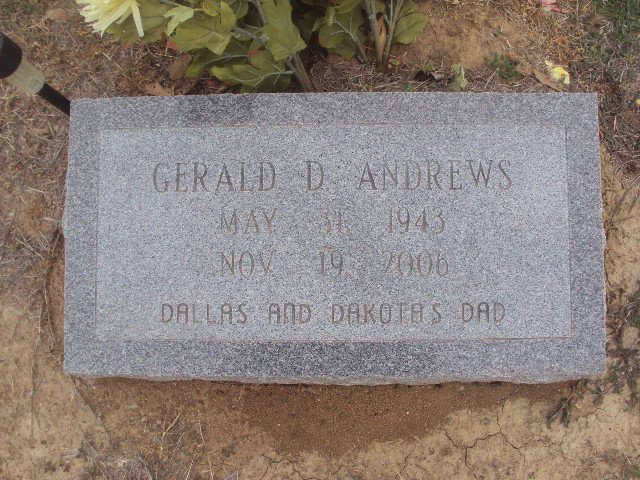 GERALD D. ANDREWS
MAY 31, 1943
NOV. 19, 2006
DALLAS AND DAKOTA'S DAD